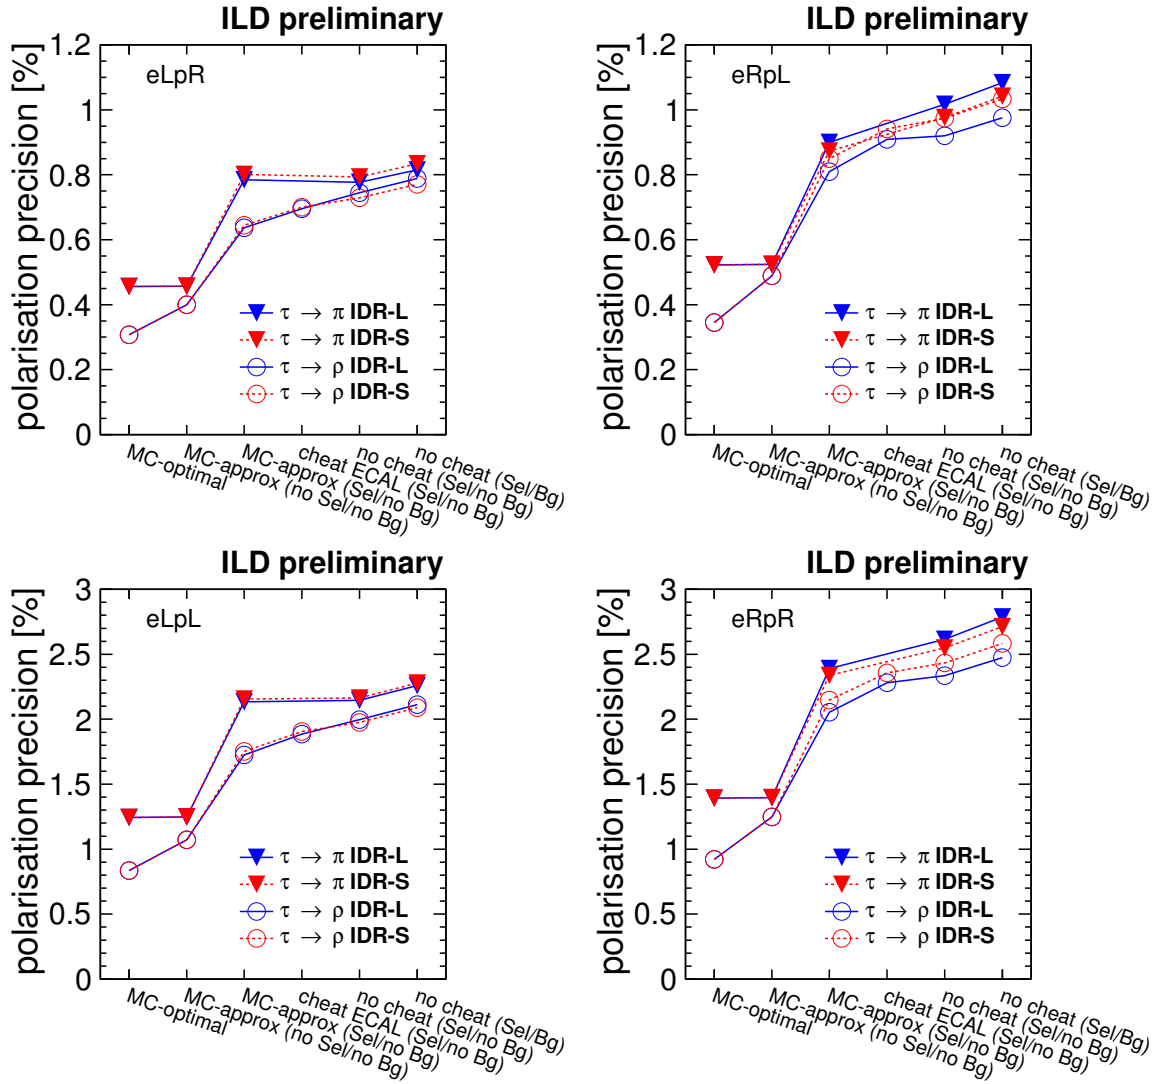 ILD preliminary
polarisation precision [%]
1.2
1
0.8
0.6
0.4
0.2
0
eLpR
τ → π IDR-L
τ → π IDR-S
τ → ρ IDR-L
τ → ρ IDR-S
MC-optimal
MC-approx (no Sel/no Bg)
MC-approx (Sel/no Bg)
cheat ECAL (Sel/no Bg)
no cheat (Sel/no Bg)
no cheat (Sel/Bg)
ILD preliminary
polarisation precision [%]
1.2
1
0.8
0.6
0.4
0.2
0
eRpL
τ → π IDR-L
τ → π IDR-S
τ → ρ IDR-L
τ → ρ IDR-S
MC-optimal
MC-approx (no Sel/no Bg)
MC-approx (Sel/no Bg)
cheat ECAL (Sel/no Bg)
no cheat (Sel/no Bg)
no cheat (Sel/Bg)
ILD preliminary
polarisation precision [%]
3
2.5
2
1.5
1
0.5
0
eLpL
τ → π IDR-L
τ → π IDR-S
τ → ρ IDR-L
τ → ρ IDR-S
MC-optimal
MC-approx (no Sel/no Bg)
MC-approx (Sel/no Bg)
cheat ECAL (Sel/no Bg)
no cheat (Sel/no Bg)
no cheat (Sel/Bg)
ILD preliminary
polarisation precision [%]
3
2.5
2
1.5
1
0.5
0
eRpR
τ → π IDR-L
τ → π IDR-S
τ → ρ IDR-L
τ → ρ IDR-S
MC-optimal
MC-approx (no Sel/no Bg)
MC-approx (Sel/no Bg)
cheat ECAL (Sel/no Bg)
no cheat (Sel/no Bg)
no cheat (Sel/Bg)